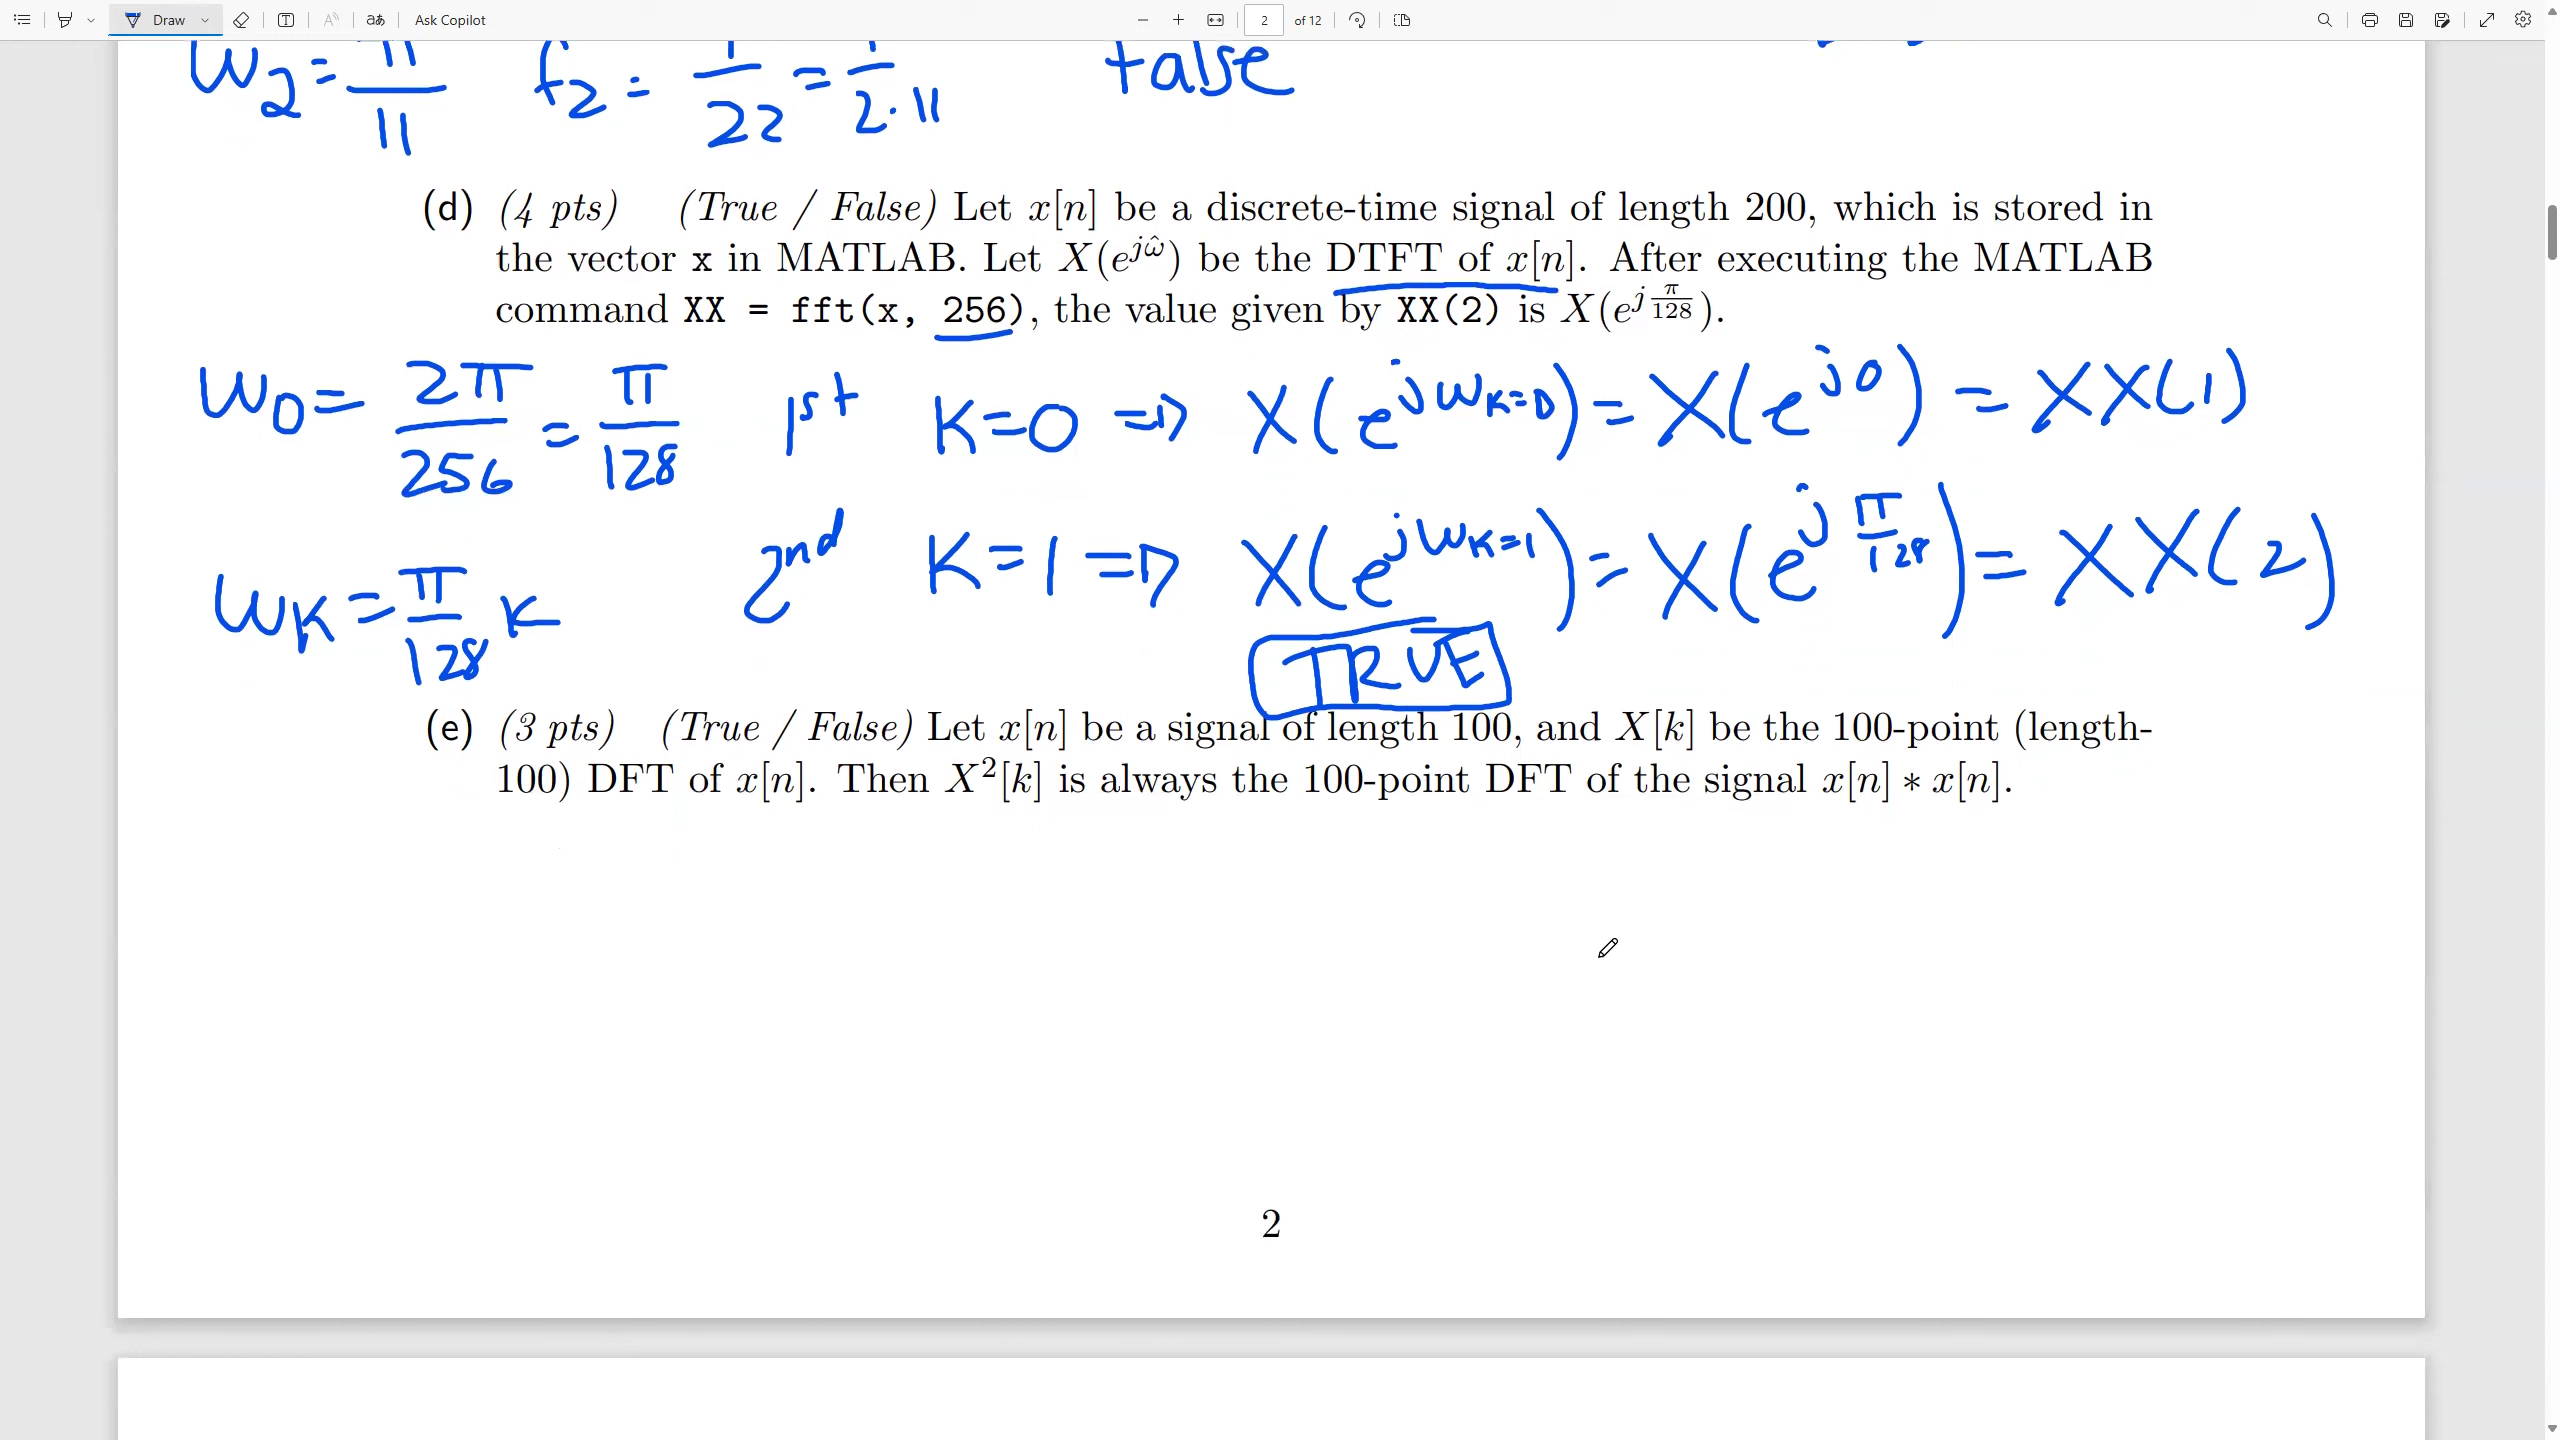 Draw Ask Copilot 2 of 12
W₂ = π/11 f₂ = 1/22 = 1/2·11 false
(d) (4 pts) (True / False) Let x[n] be a discrete-time signal of length 200, which is stored in
the vector x in MATLAB. Let X(e^{jω̂}) be the DTFT of x[n]. After executing the MATLAB
command XX = fft(x, 256), the value given by XX(2) is X(e^{j π/128}).
W₀ = 2π/256 = π/128 1st K=0 ⇒ X(e^{jW_{K=0}}) = X(e^{j0}) = XX(1)
W_K = π/128 K 2nd K=1 ⇒ X(e^{jW_{K=1}}) = X(e^{j π/128}) = XX(2)
TRUE
(e) (3 pts) (True / False) Let x[n] be a signal of length 100, and X[k] be the 100-point (length-
100) DFT of x[n]. Then X²[k] is always the 100-point DFT of the signal x[n] ∗ x[n].
2